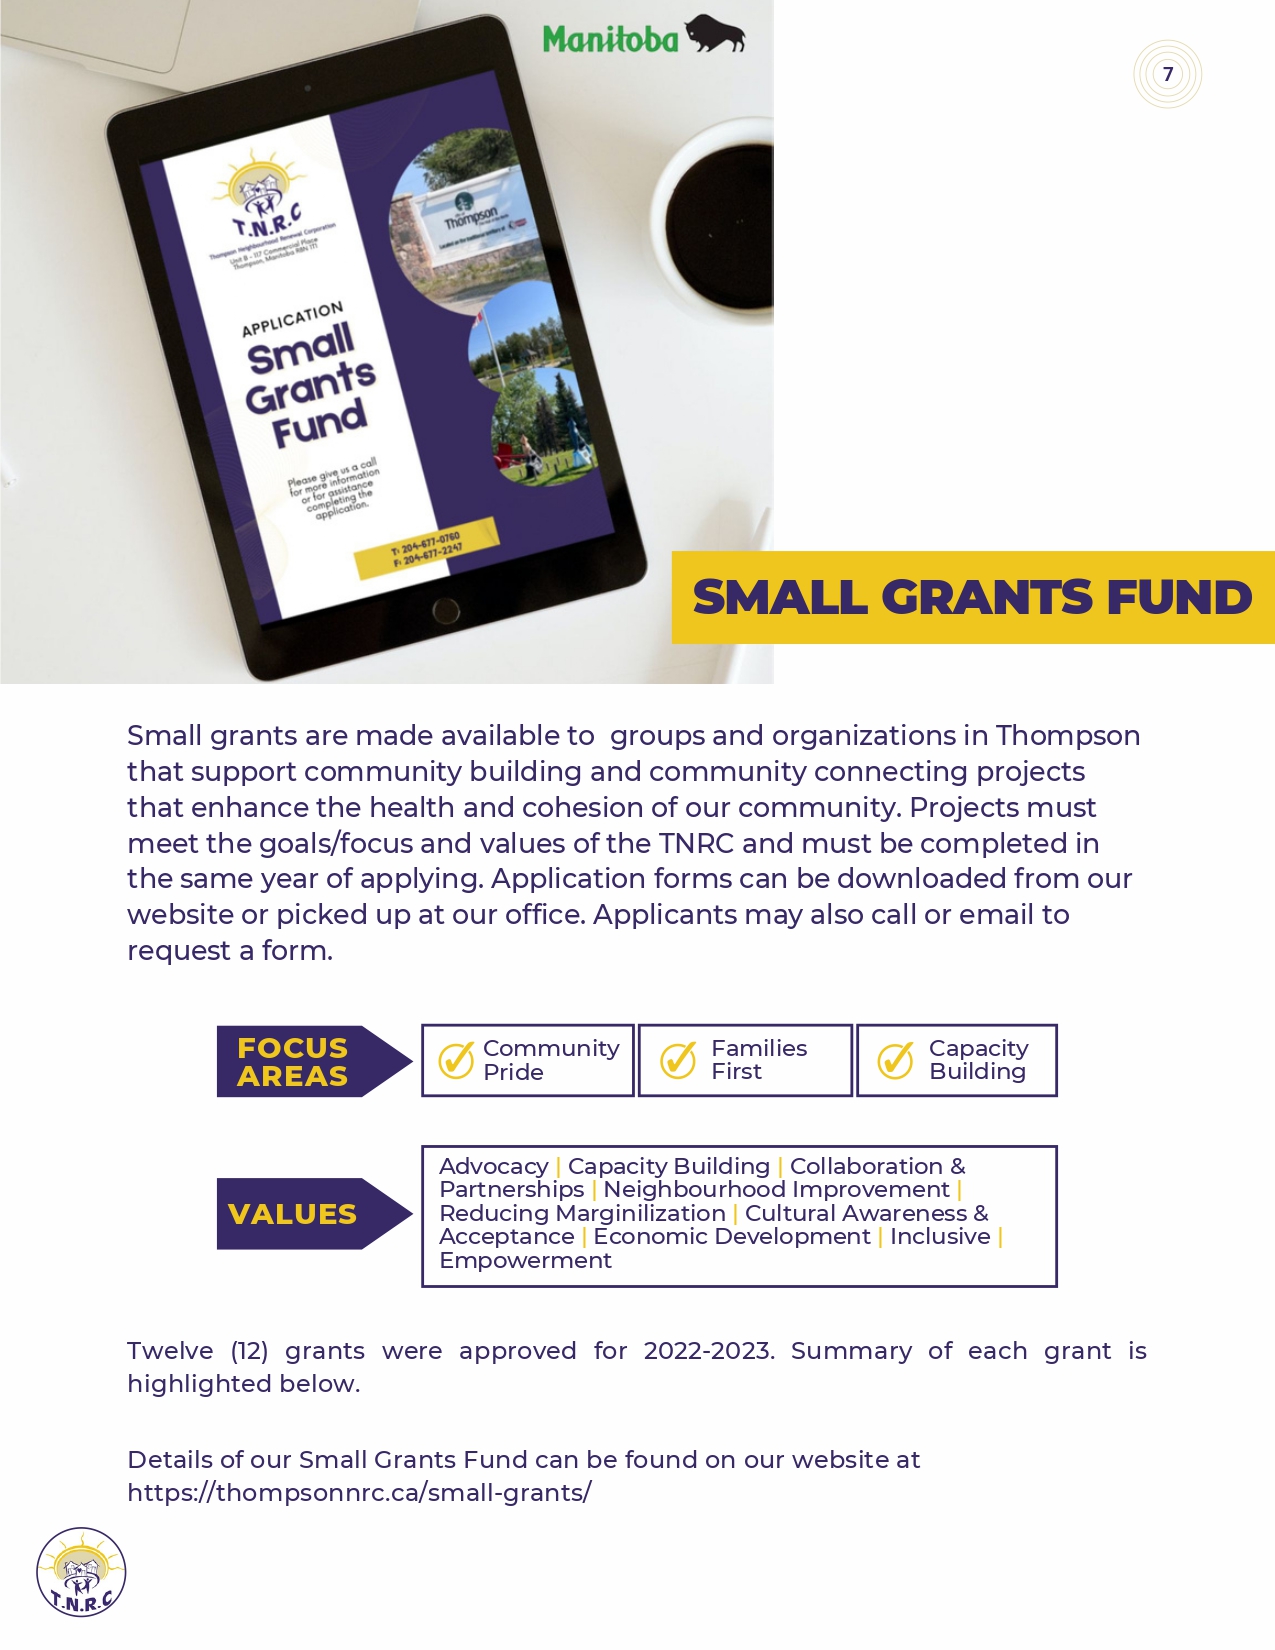 Manitoba
7
T.N.R.C
Thompson Neighbourhood Renewal Corporation
Unit B - 117 Commercial Place
Thompson, Manitoba R8N 1T1
APPLICATION
Small
Grants
Fund
Please give us a call
for more information
or for assistance
completing the
application.
T: 204-677-0760
F: 204-677-2247
Thompson
SMALL GRANTS FUND
Small grants are made available to groups and organizations in Thompson
that support community building and community connecting projects
that enhance the health and cohesion of our community. Projects must
meet the goals/focus and values of the TNRC and must be completed in
the same year of applying. Application forms can be downloaded from our
website or picked up at our office. Applicants may also call or email to
request a form.
FOCUS
AREAS
Community
Pride
Families
First
Capacity
Building
VALUES
Advocacy | Capacity Building | Collaboration &
Partnerships | Neighbourhood Improvement |
Reducing Marginilization | Cultural Awareness &
Acceptance | Economic Development | Inclusive |
Empowerment
Twelve (12) grants were approved for 2022-2023. Summary of each grant is
highlighted below.
Details of our Small Grants Fund can be found on our website at
https://thompsonnrc.ca/small-grants/
T.N.R.C